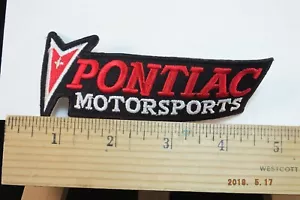 PONTIAC
MOTORSPORTS
1 2 3 4 5
WESTCOTT
2018. 5.17